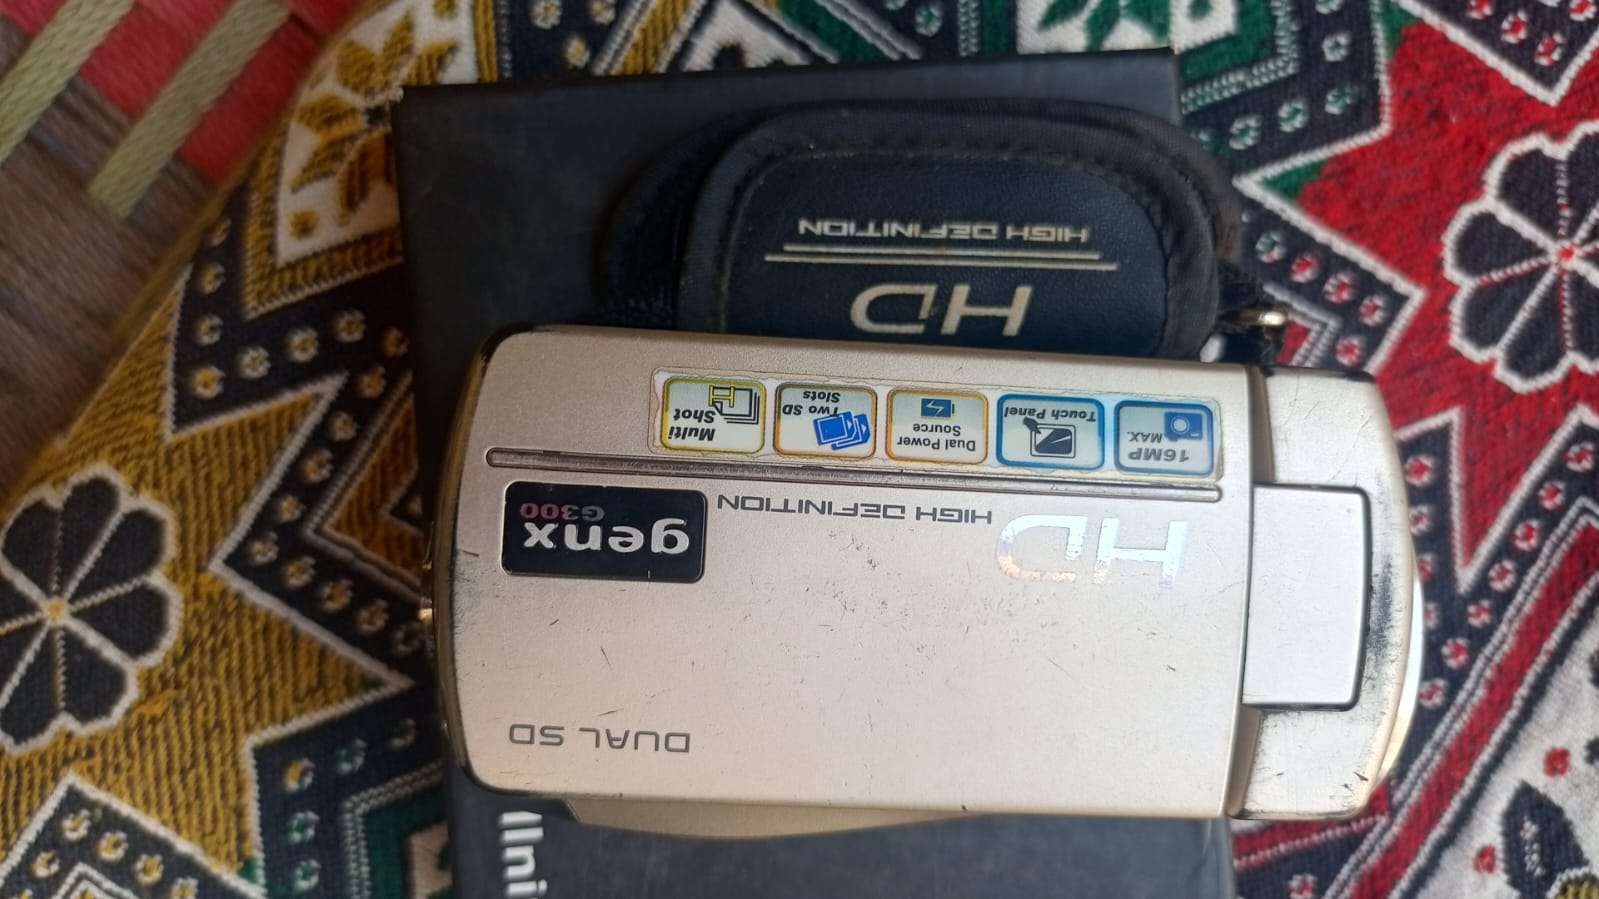 DUAL SD
HD HIGH DEFINITION
genx
G300
16MP
MAX.
Touch Panel
Dual Power
Source
Two SD
Slots
Multi
Shot
HD
HIGH DEFINITION